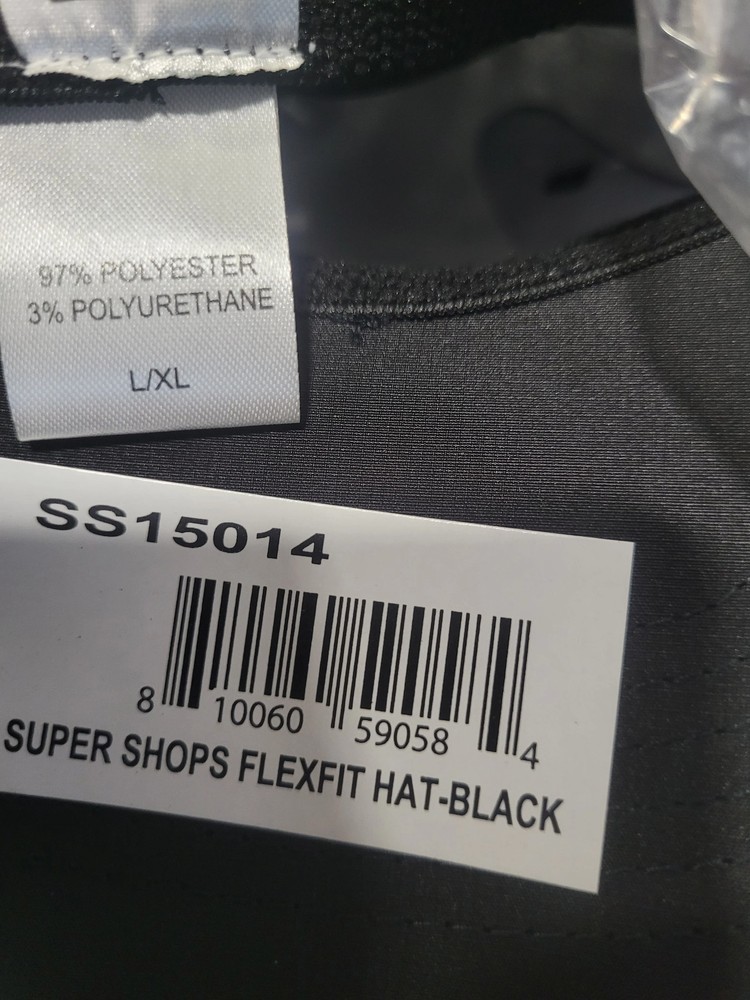 97% POLYESTER
3% POLYURETHANE
L/XL
SS15014
8 10060 59058 4
SUPER SHOPS FLEXFIT HAT-BLACK